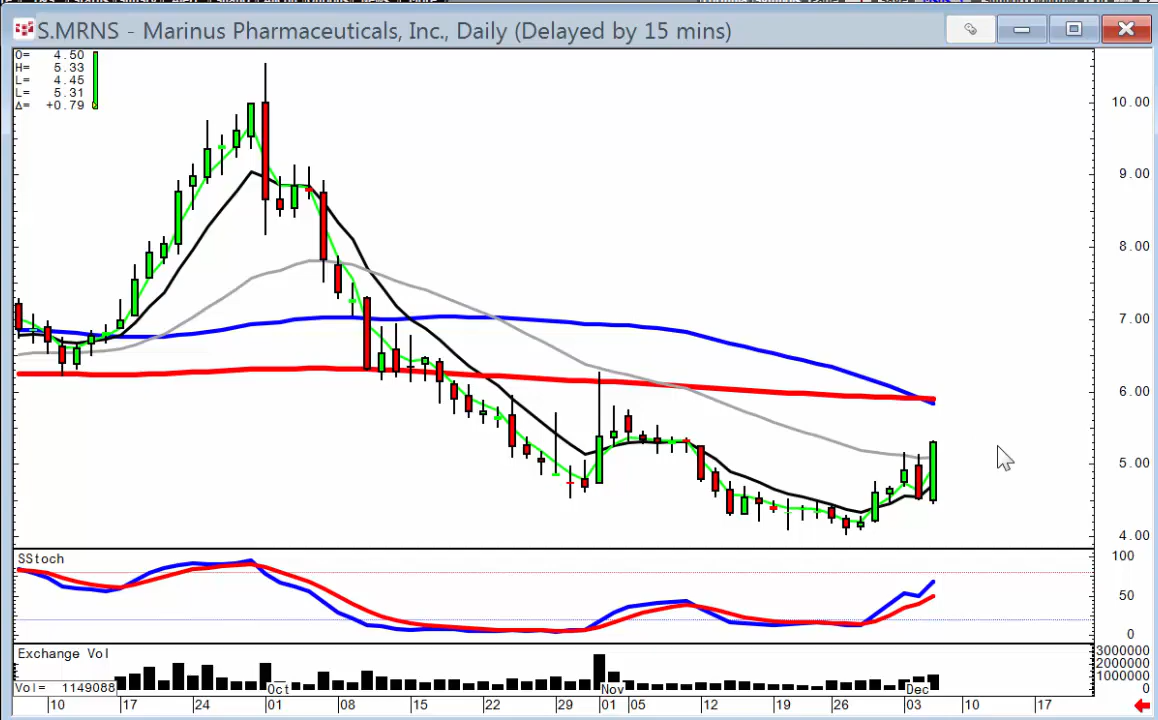 S.MRNS - Marinus Pharmaceuticals, Inc., Daily (Delayed by 15 mins)
O= 4.50
H= 5.33
L= 4.45
L= 5.31
Δ= +0.79
10.00
9.00
8.00
7.00
6.00
5.00
4.00
SStoch
100
50
0
Exchange Vol
3000000
2000000
1000000
0
Vol= 1149088
Oct
Nov
Dec
10
17
24
01
08
15
22
29
01
05
12
19
26
03
10
17